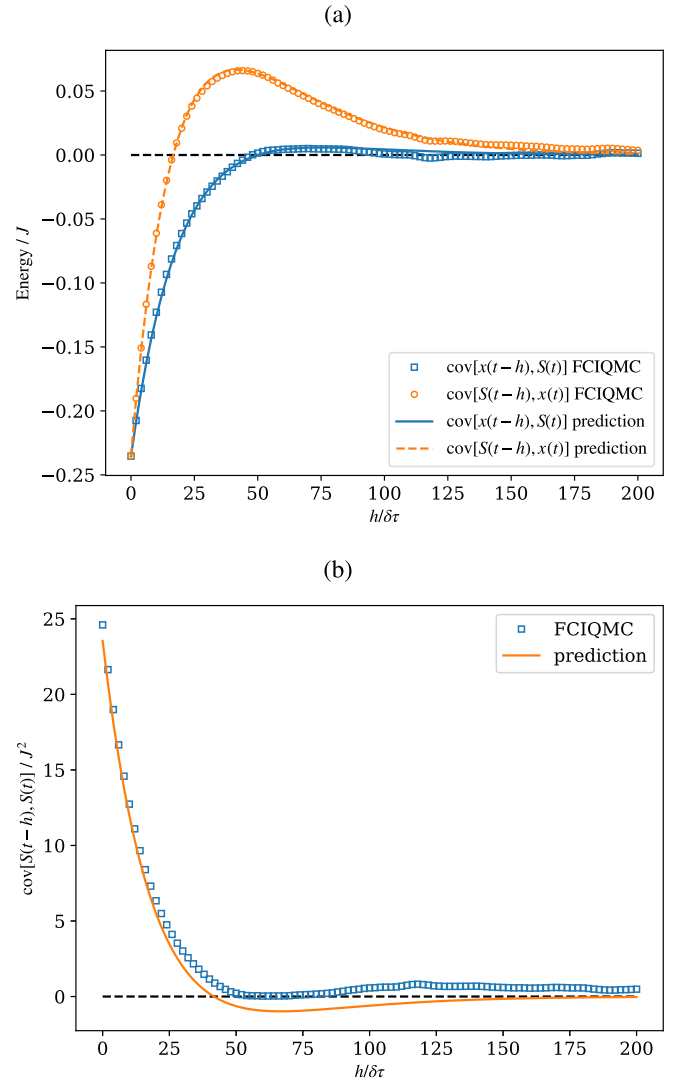 (a)
0.05
0.00
−0.05
−0.10
−0.15
−0.20
−0.25
Energy / J
cov[x(t − h), S(t)] FCIQMC
cov[S(t − h), x(t)] FCIQMC
cov[x(t − h), S(t)] prediction
cov[S(t − h), x(t)] prediction
0 25 50 75 100 125 150 175 200
h/δτ
(b)
25
20
15
10
5
0
cov[S(t − h), S(t)] / J²
FCIQMC
prediction
0 25 50 75 100 125 150 175 200
h/δτ